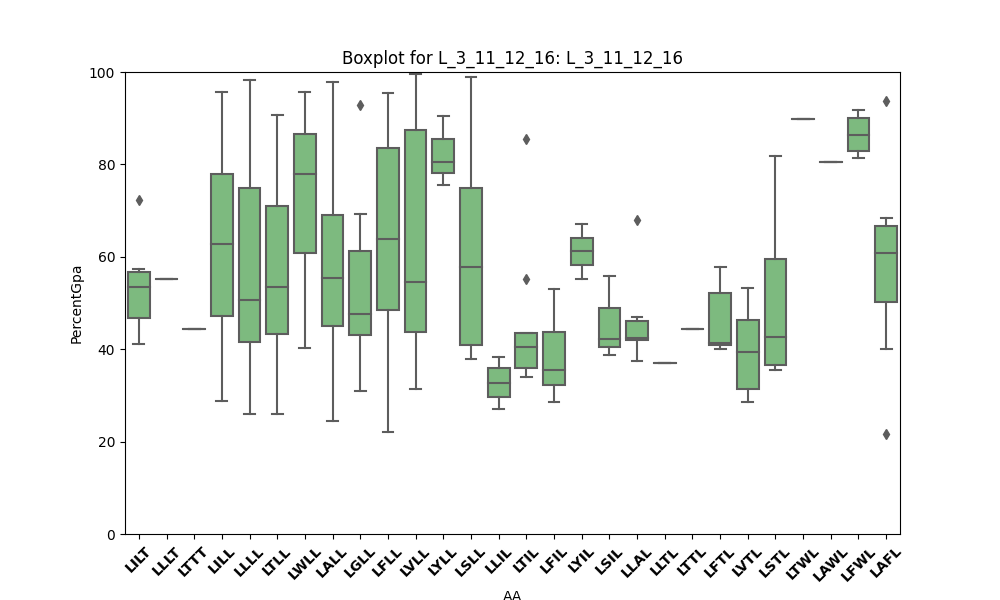 Boxplot for L_3_11_12_16: L_3_11_12_16
PercentGpa
100
80
60
40
20
0
LILT LLLT LTTT LILL LLLL LTLL LWLL LALL LGLL LFLL LVLL LYLL LSLL LLIL LTIL LFIL LYIL LSIL LLAL LLTL LTTL LFTL LVTL LSTL LTWL LAWL LFWL LAFL
AA